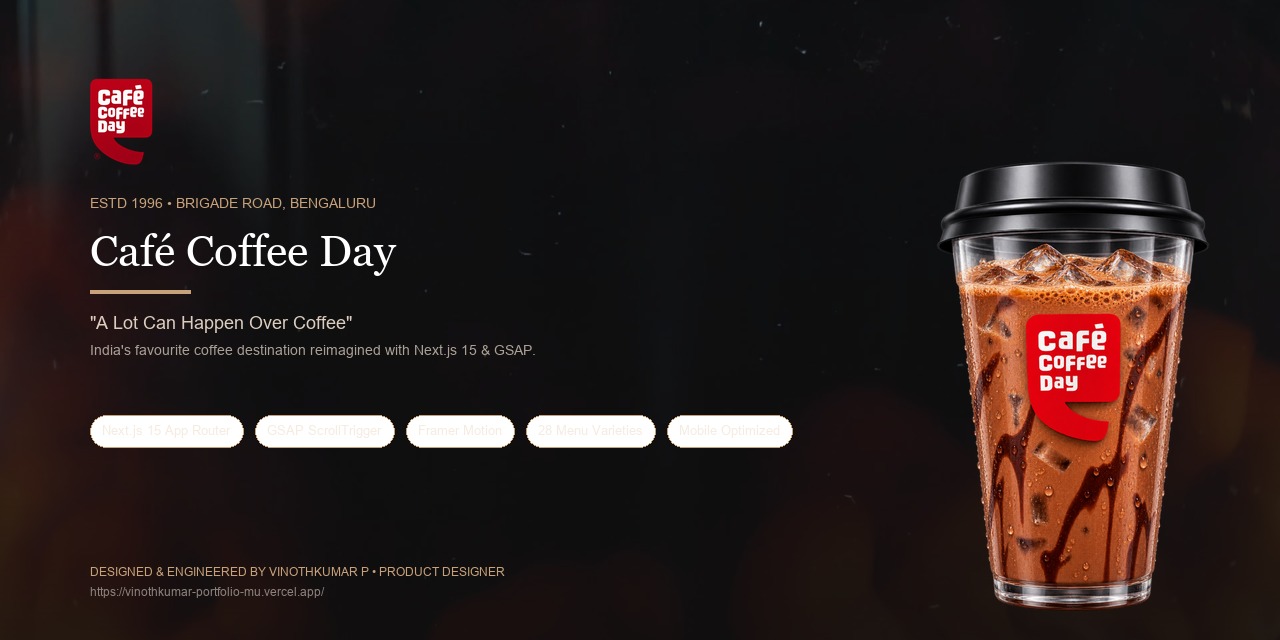 Café
Coffee
Day
ESTD 1996 • BRIGADE ROAD, BENGALURU
Café Coffee Day
"A Lot Can Happen Over Coffee"
India's favourite coffee destination reimagined with Next.js 15 & GSAP.
Next.js 15 App Router GSAP ScrollTrigger Framer Motion 28 Menu Varieties Mobile Optimized
DESIGNED & ENGINEERED BY VINOTHKUMAR P • PRODUCT DESIGNER
https://vinothkumar-portfolio-mu.vercel.app/
Café
Coffee
Day